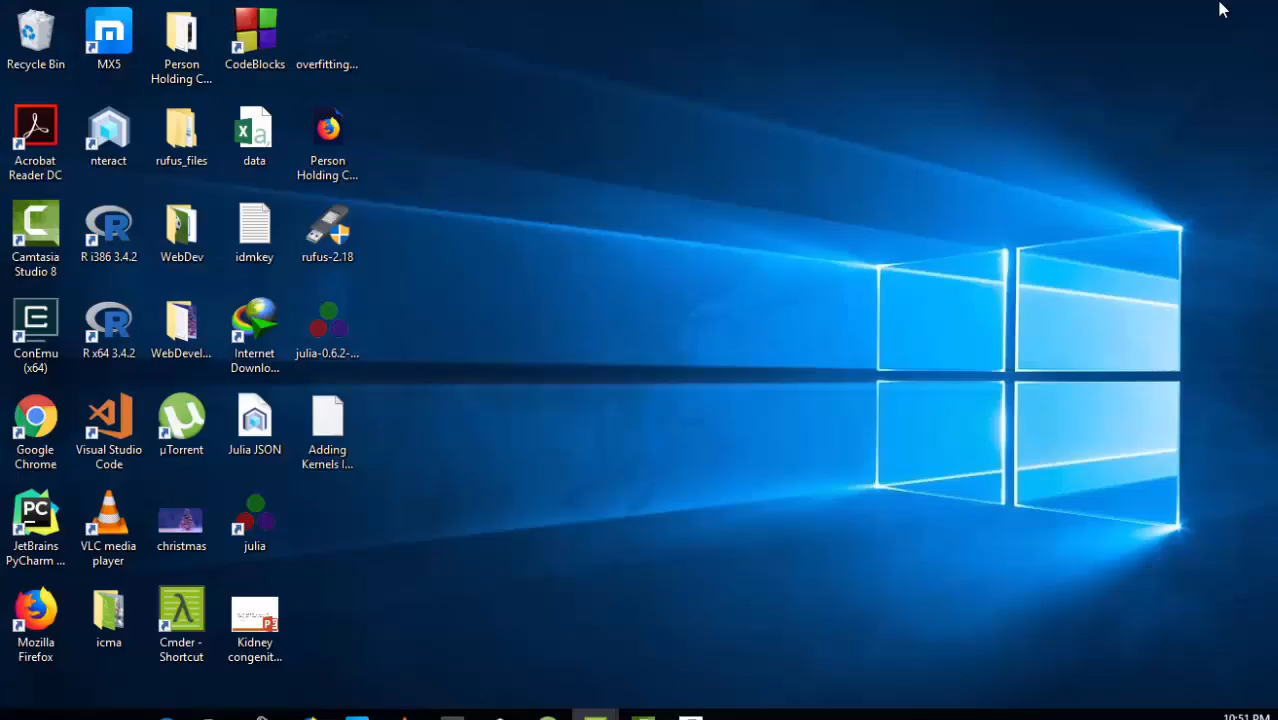 Recycle Bin
MX5
Person
Holding C...
CodeBlocks
overfitting...
Acrobat
Reader DC
nteract
rufus_files
data
Person
Holding C...
Camtasia
Studio 8
R i386 3.4.2
WebDev
idmkey
rufus-2.18
ConEmu
(x64)
R x64 3.4.2
WebDevel...
Internet
Downlo...
julia-0.6.2-...
Google
Chrome
Visual Studio
Code
µTorrent
Julia JSON
Adding
Kernels I...
JetBrains
PyCharm ...
VLC media
player
christmas
julia
Mozilla
Firefox
icma
Cmder -
Shortcut
Kidney
congenit...
10:51 PM